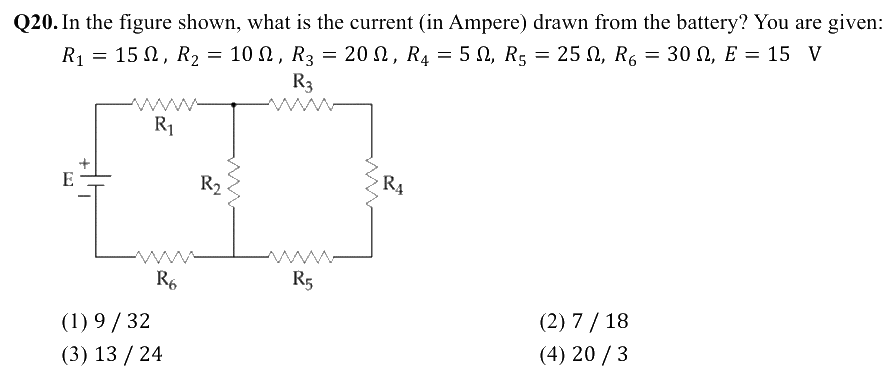 Q20. In the figure shown, what is the current (in Ampere) drawn from the battery? You are given:
R₁ = 15 Ω , R₂ = 10 Ω , R₃ = 20 Ω , R₄ = 5 Ω, R₅ = 25 Ω, R₆ = 30 Ω, E = 15 V
R₃
R₁
+
E
R₂
R₄
−
R₆
R₅
(1) 9 / 32
(2) 7 / 18
(3) 13 / 24
(4) 20 / 3